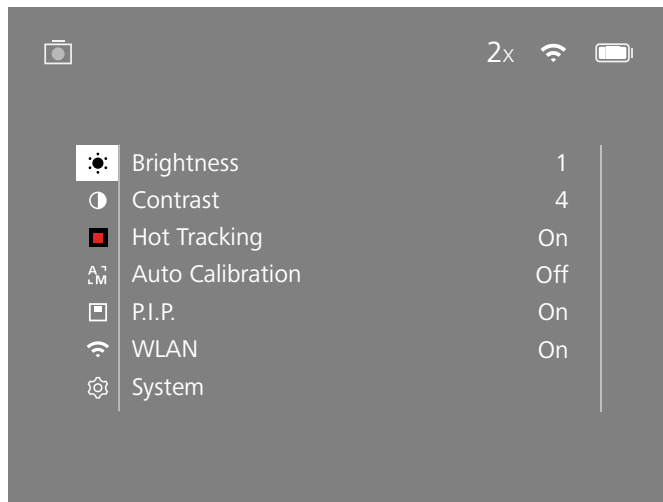 2x
Brightness 1
Contrast 4
Hot Tracking On
A M Auto Calibration Off
P.I.P. On
WLAN On
System